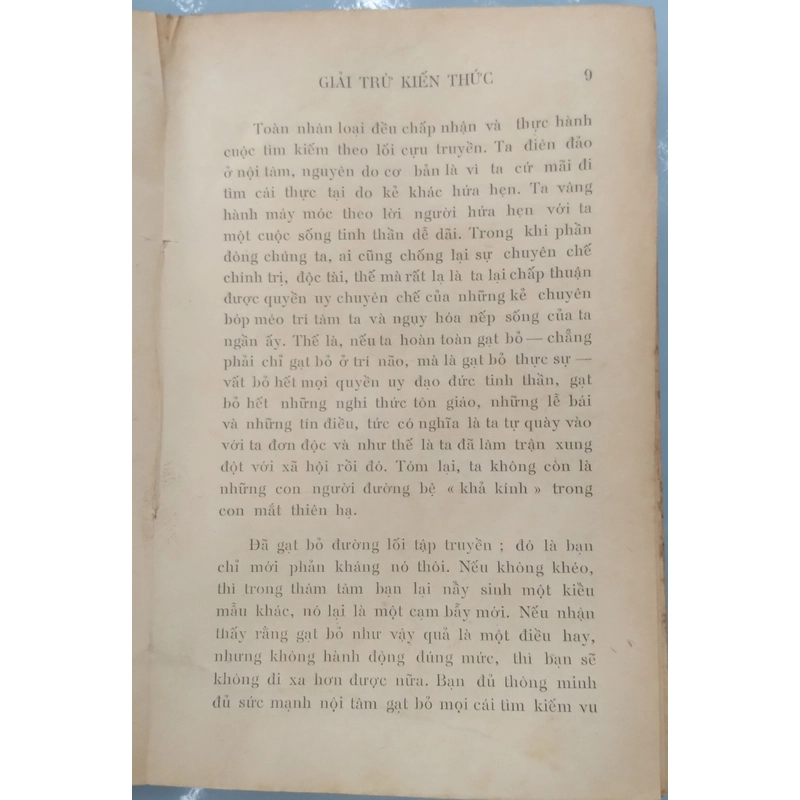 GIẢI TRỪ KIẾN THỨC 9
Toàn nhân loại đều chấp nhận và thực hành
cuộc tìm kiếm theo lối cựu truyền. Ta điên đảo
ở nội tâm, nguyên do cơ bản là vì ta cứ mãi đi
tìm cái thực tại do kẻ khác hứa hẹn. Ta vâng
hành máy móc theo lời người hứa hẹn với ta
một cuộc sống tinh thần dễ dãi. Trong khi phần
đông chúng ta, ai cũng chống lại sự chuyên chế
chính trị, độc tài, thế mà rất lạ là ta lại chấp thuận
được quyền uy chuyên chế của những kẻ chuyên
bóp méo trí tâm ta và nguy hóa nếp sống của ta
ngần ấy. Thế là, nếu ta hoàn toàn gạt bỏ — chẳng
phải chỉ gạt bỏ ở trí não, mà là gạt bỏ thực sự —
vất bỏ hết mọi quyền uy đạo đức tinh thần, gạt
bỏ hết những nghi thức tôn giáo, những lễ bái
và những tín điều, tức có nghĩa là ta tự quày vào
với ta đơn độc và như thế là ta đã lâm trận xung
đột với xã hội rồi đó. Tóm lại, ta không còn là
những con người đường bệ « khả kính » trong
con mắt thiên hạ.
Đã gạt bỏ đường lối tập truyền ; đó là bạn
chỉ mới phản kháng nó thôi. Nếu không khéo,
thì trong thâm tâm bạn lại nẩy sinh một kiểu
mẫu khác, nó lại là một cạm bẫy mới. Nếu nhận
thấy rằng gạt bỏ như vậy quả là một điều hay,
nhưng không hành động đúng mức, thì bạn sẽ
không đi xa hơn được nữa. Bạn đủ thông minh
đủ sức mạnh nội tâm gạt bỏ mọi cái tìm kiếm vu